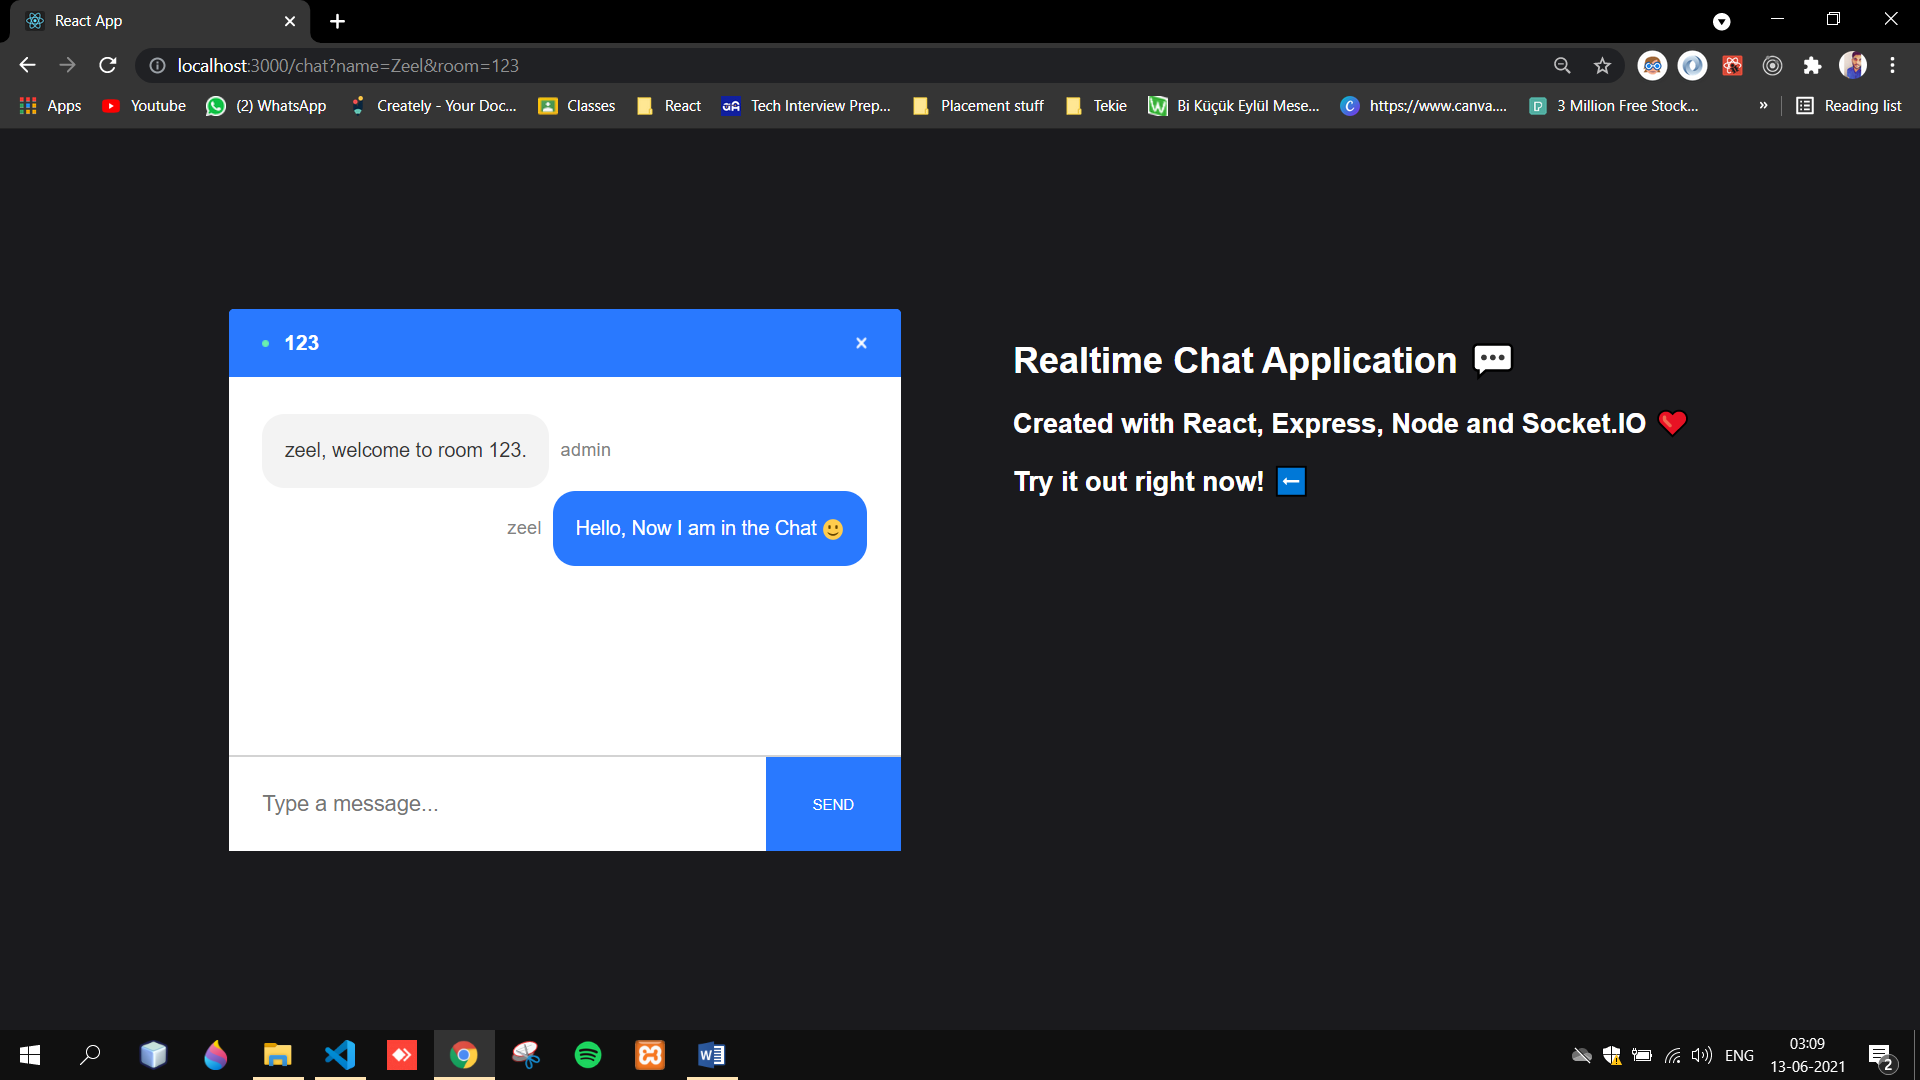 React App
localhost:3000/chat?name=Zeel&room=123
Apps Youtube (2) WhatsApp Creately - Your Doc... Classes React Tech Interview Prep... Placement stuff Tekie Bi Küçük Eylül Mese... https://www.canva.... 3 Million Free Stock... » Reading list
123
zeel, welcome to room 123. admin
zeel Hello, Now I am in the Chat 🙂
Type a message...
SEND
Realtime Chat Application 💬
Created with React, Express, Node and Socket.IO ❤️
Try it out right now! ⬅️
ENG
03:09
13-06-2021
2